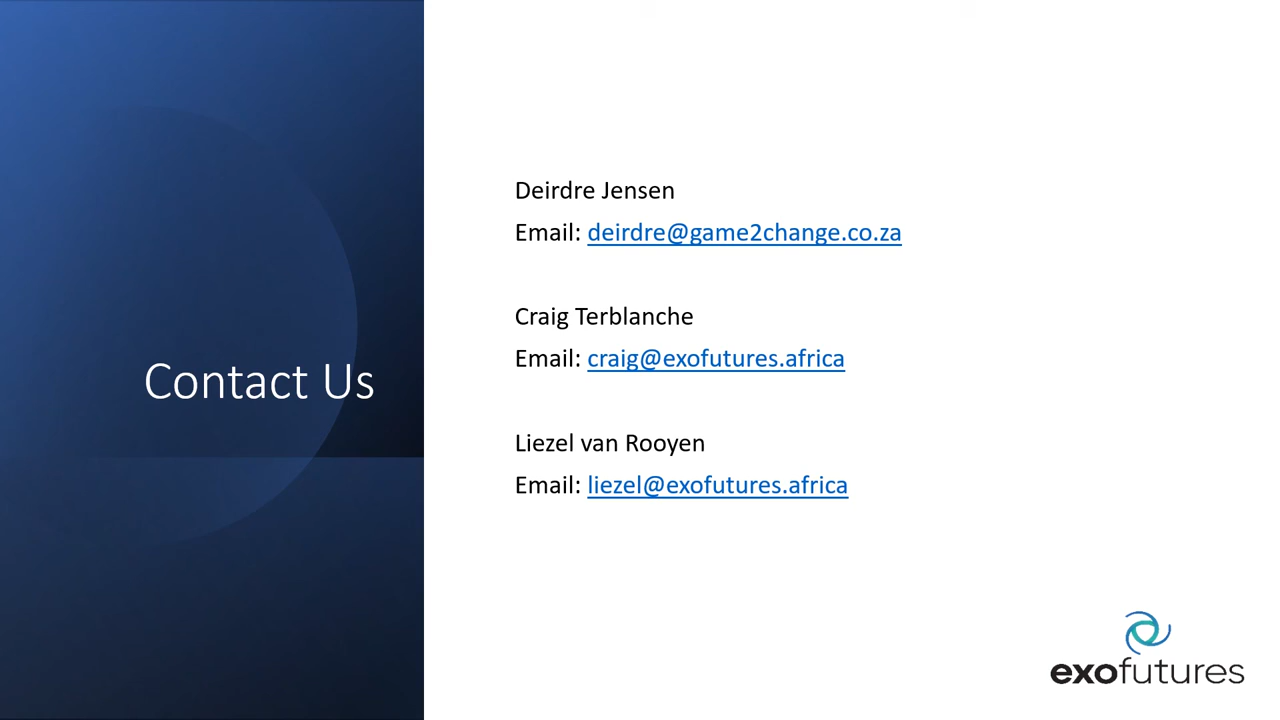 Contact Us
Deirdre Jensen
Email: deirdre@game2change.co.za
Craig Terblanche
Email: craig@exofutures.africa
Liezel van Rooyen
Email: liezel@exofutures.africa
exofutures